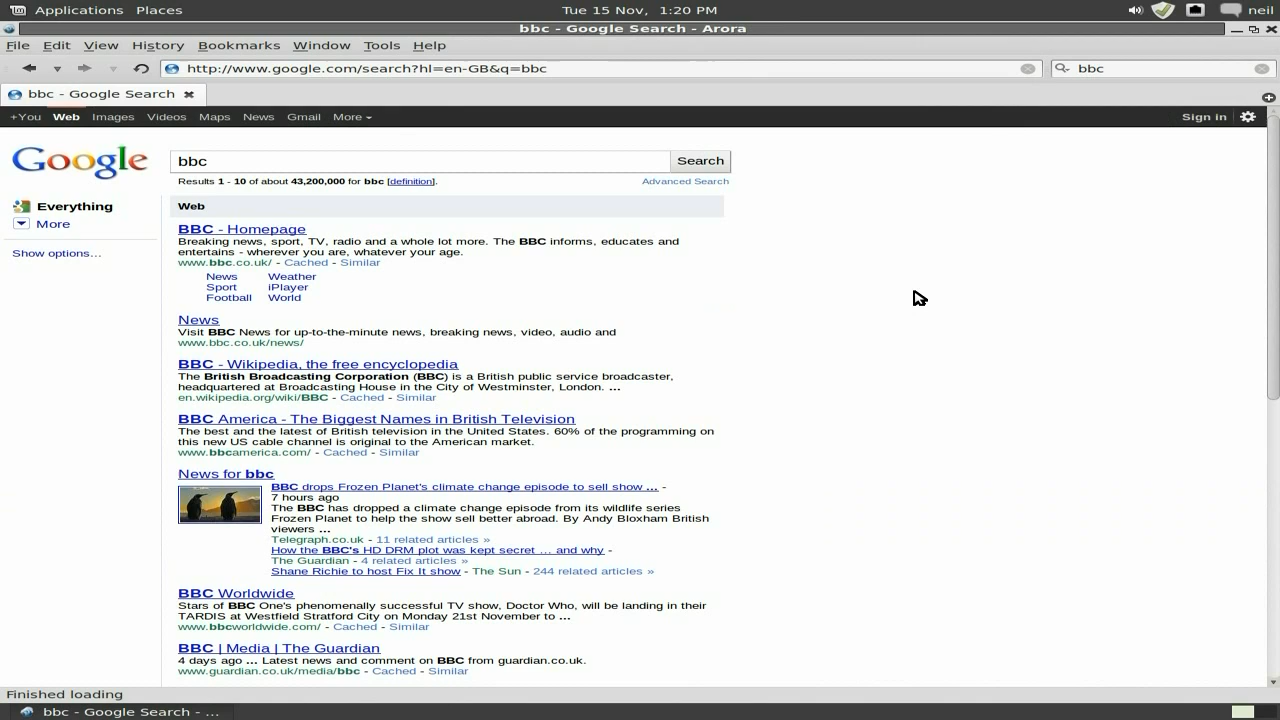 Applications Places Tue 15 Nov, 1:20 PM neil
bbc - Google Search - Arora
File Edit View History Bookmarks Window Tools Help
http://www.google.com/search?hl=en-GB&q=bbc bbc
bbc - Google Search
+You Web Images Videos Maps News Gmail More Sign in
Google
bbc Search
Results 1 - 10 of about 43,200,000 for bbc [definition]. Advanced Search
Everything
More
Show options...
Web
BBC - Homepage
Breaking news, sport, TV, radio and a whole lot more. The BBC informs, educates and
entertains - wherever you are, whatever your age.
www.bbc.co.uk/ - Cached - Similar
News Weather
Sport iPlayer
Football World
News
Visit BBC News for up-to-the-minute news, breaking news, video, audio and
www.bbc.co.uk/news/
BBC - Wikipedia, the free encyclopedia
The British Broadcasting Corporation (BBC) is a British public service broadcaster,
headquartered at Broadcasting House in the City of Westminster, London. ...
en.wikipedia.org/wiki/BBC - Cached - Similar
BBC America - The Biggest Names in British Television
The best and the latest of British television in the United States. 60% of the programming on
this new US cable channel is original to the American market.
www.bbcamerica.com/ - Cached - Similar
News for bbc
BBC drops Frozen Planet's climate change episode to sell show ... -
7 hours ago
The BBC has dropped a climate change episode from its wildlife series
Frozen Planet to help the show sell better abroad. By Andy Bloxham British
viewers ...
Telegraph.co.uk - 11 related articles »
How the BBC's HD DRM plot was kept secret ... and why -
The Guardian - 4 related articles »
Shane Richie to host Fix It show - The Sun - 244 related articles »
BBC Worldwide
Stars of BBC One's phenomenally successful TV show, Doctor Who, will be landing in their
TARDIS at Westfield Stratford City on Monday 21st November to ...
www.bbcworldwide.com/ - Cached - Similar
BBC | Media | The Guardian
4 days ago ... Latest news and comment on BBC from guardian.co.uk.
www.guardian.co.uk/media/bbc - Cached - Similar
Finished loading
bbc - Google Search - ...